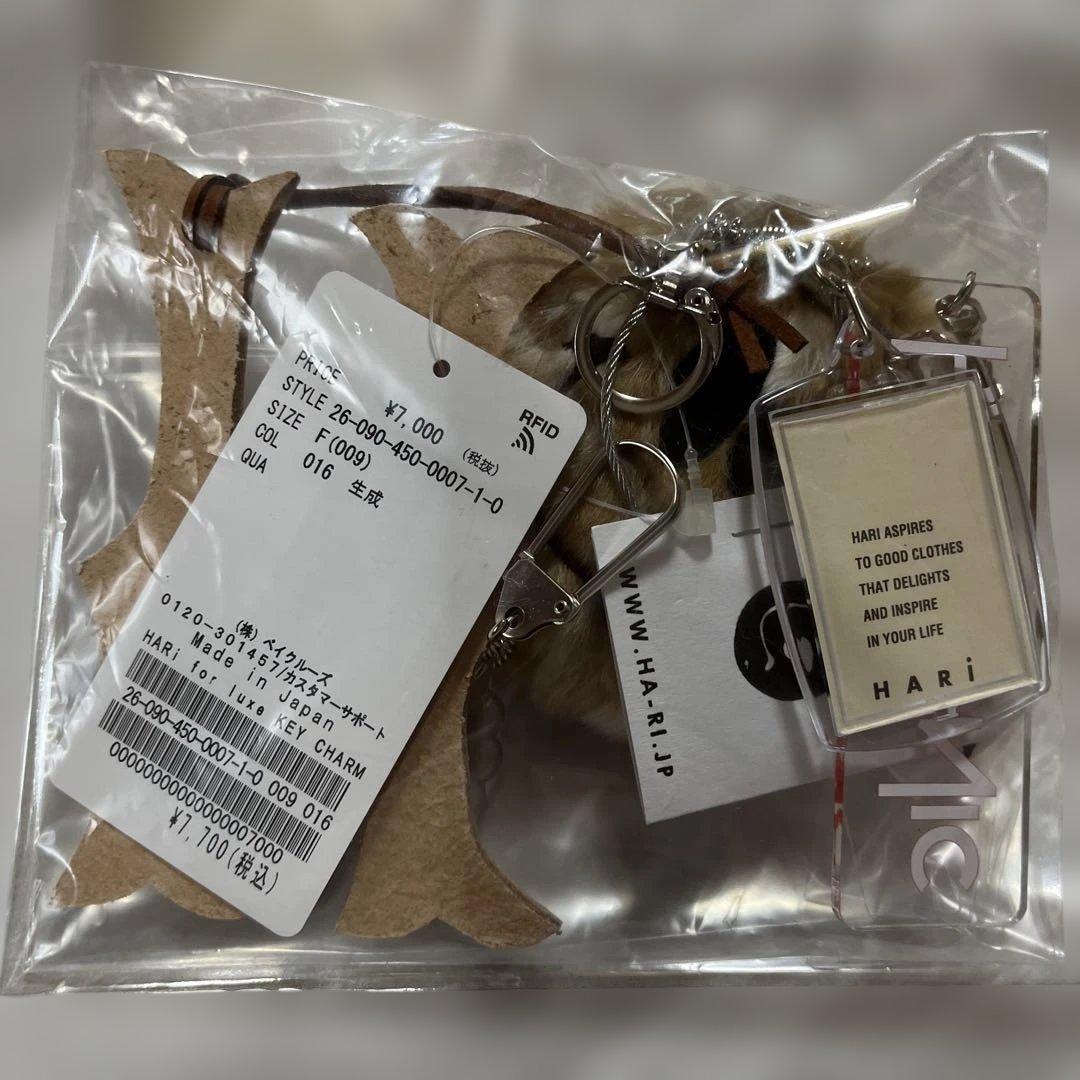 PRICE
¥7,000 (税抜)
RFID
STYLE 26-090-450-0007-1-0
SIZE F(009)
COL 016 生成
QUA
(株) ベイクルーズ
0120-301457/カスタマーサポート
Made in Japan
HARi for luxe KEY CHARM
26-090-450-0007-1-0 009 016
0000000000000007000
¥7,700(税込)
WWW.HA-RI.JP
HARI ASPIRES
TO GOOD CLOTHES
THAT DELIGHTS
AND INSPIRE
IN YOUR LIFE
HARi